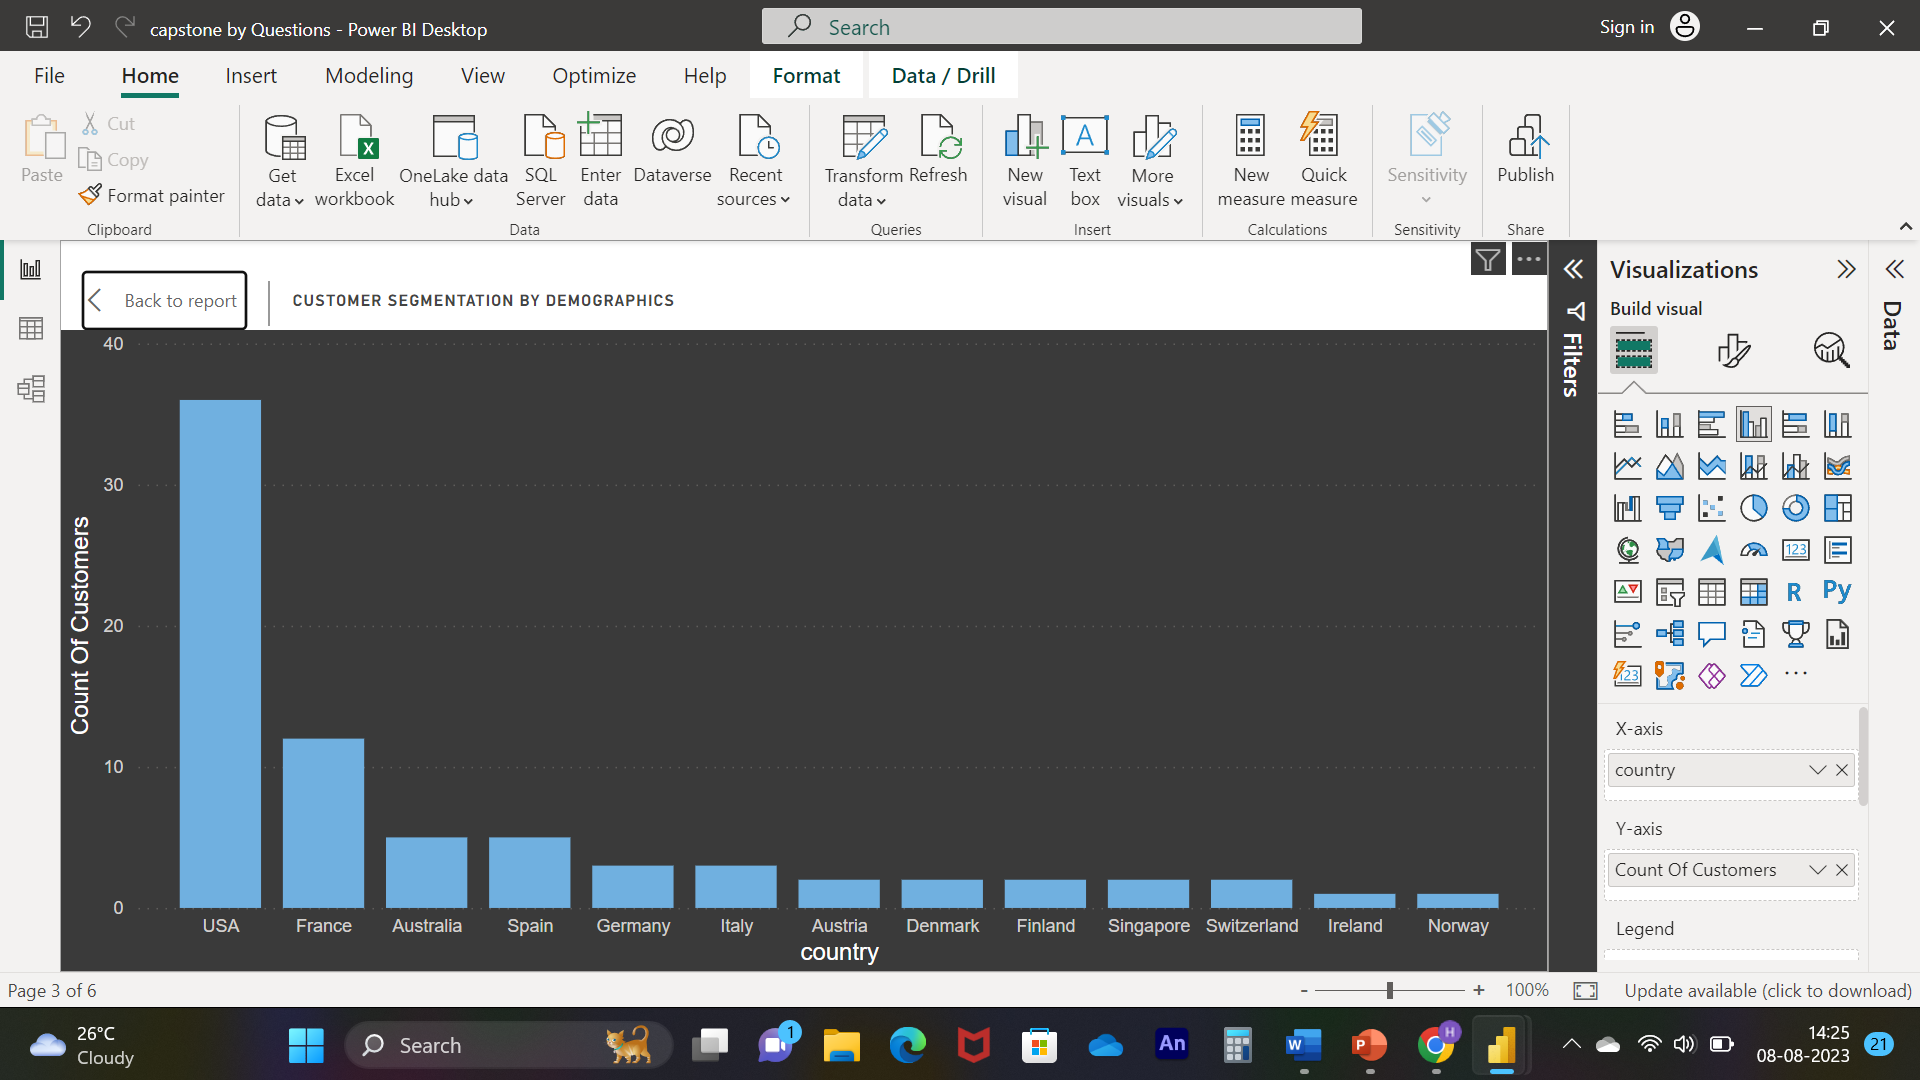 capstone by Questions - Power BI Desktop
Search
Sign in
File Home Insert Modeling View Optimize Help Format Data / Drill
Paste
Cut
Copy
Format painter
Clipboard
Get data
Excel workbook
OneLake data hub
SQL Server
Enter data
Dataverse
Recent sources
Data
Transform data
Refresh
Queries
New visual
A
Text box
More visuals
Insert
New measure
Quick measure
Calculations
Sensitivity
Sensitivity
Publish
Share
Back to report
CUSTOMER SEGMENTATION BY DEMOGRAPHICS
Count Of Customers
40
30
20
10
0
USA France Australia Spain Germany Italy Austria Denmark Finland Singapore Switzerland Ireland Norway
country
Filters
Visualizations
Build visual
123
R
Py
123
X-axis
country
Y-axis
Count Of Customers
Legend
Data
Page 3 of 6
- + 100%
Update available (click to download)
26°C
Cloudy
Search
1
An
W
P
H
14:25
08-08-2023
21